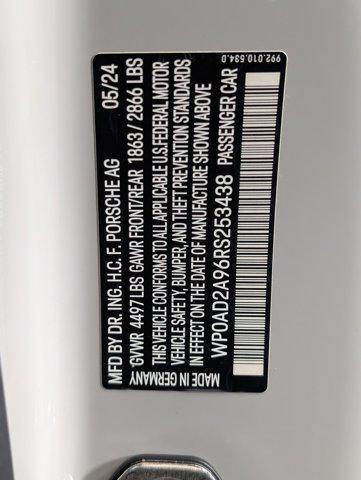 MFD BY DR. ING. H.C. F. PORSCHE AG 05/24
GVWR 4497 LBS GAWR FRONT/REAR 1863 / 2866 LBS
THIS VEHICLE CONFORMS TO ALL APPLICABLE U.S. FEDERAL MOTOR
VEHICLE SAFETY, BUMPER, AND THEFT PREVENTION STANDARDS
IN EFFECT ON THE DATE OF MANUFACTURE SHOWN ABOVE
WP0AD2A96RS253438 PASSENGER CAR
MADE IN GERMANY
992.010.534.D